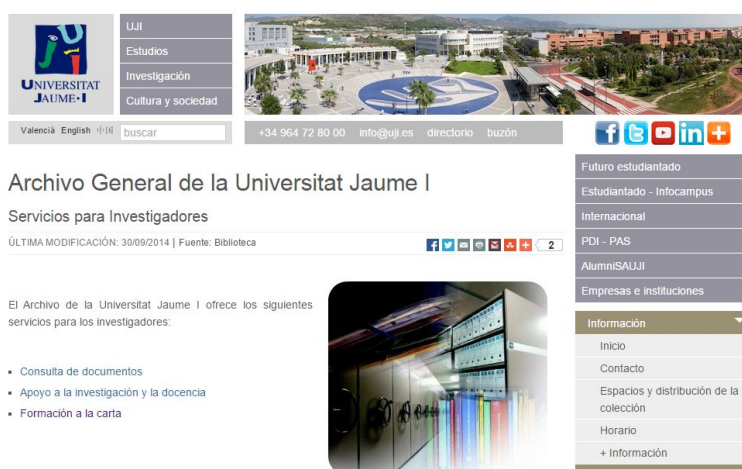 UNIVERSITAT
JAUME·I
UJI
Estudios
Investigación
Cultura y sociedad
Valencià English
buscar
+34 964 72 80 00 info@uji.es directorio buzón
Archivo General de la Universitat Jaume I
Servicios para Investigadores
ÚLTIMA MODIFICACIÓN: 30/09/2014 | Fuente: Biblioteca
2
El Archivo de la Universitat Jaume I ofrece los siguientes
servicios para los investigadores:
Consulta de documentos
Apoyo a la investigación y la docencia
Formación a la carta
Futuro estudiantado
Estudiantado - Infocampus
Internacional
PDI - PAS
AlumniSAUJI
Empresas e instituciones
Información
Inicio
Contacto
Espacios y distribución de la
colección
Horario
+ Información